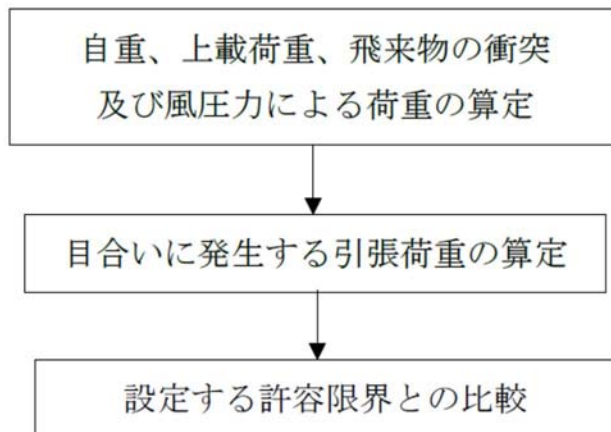 自重、上載荷重、飛来物の衝突
及び風圧力による荷重の算定
目合いに発生する引張荷重の算定
設定する許容限界との比較